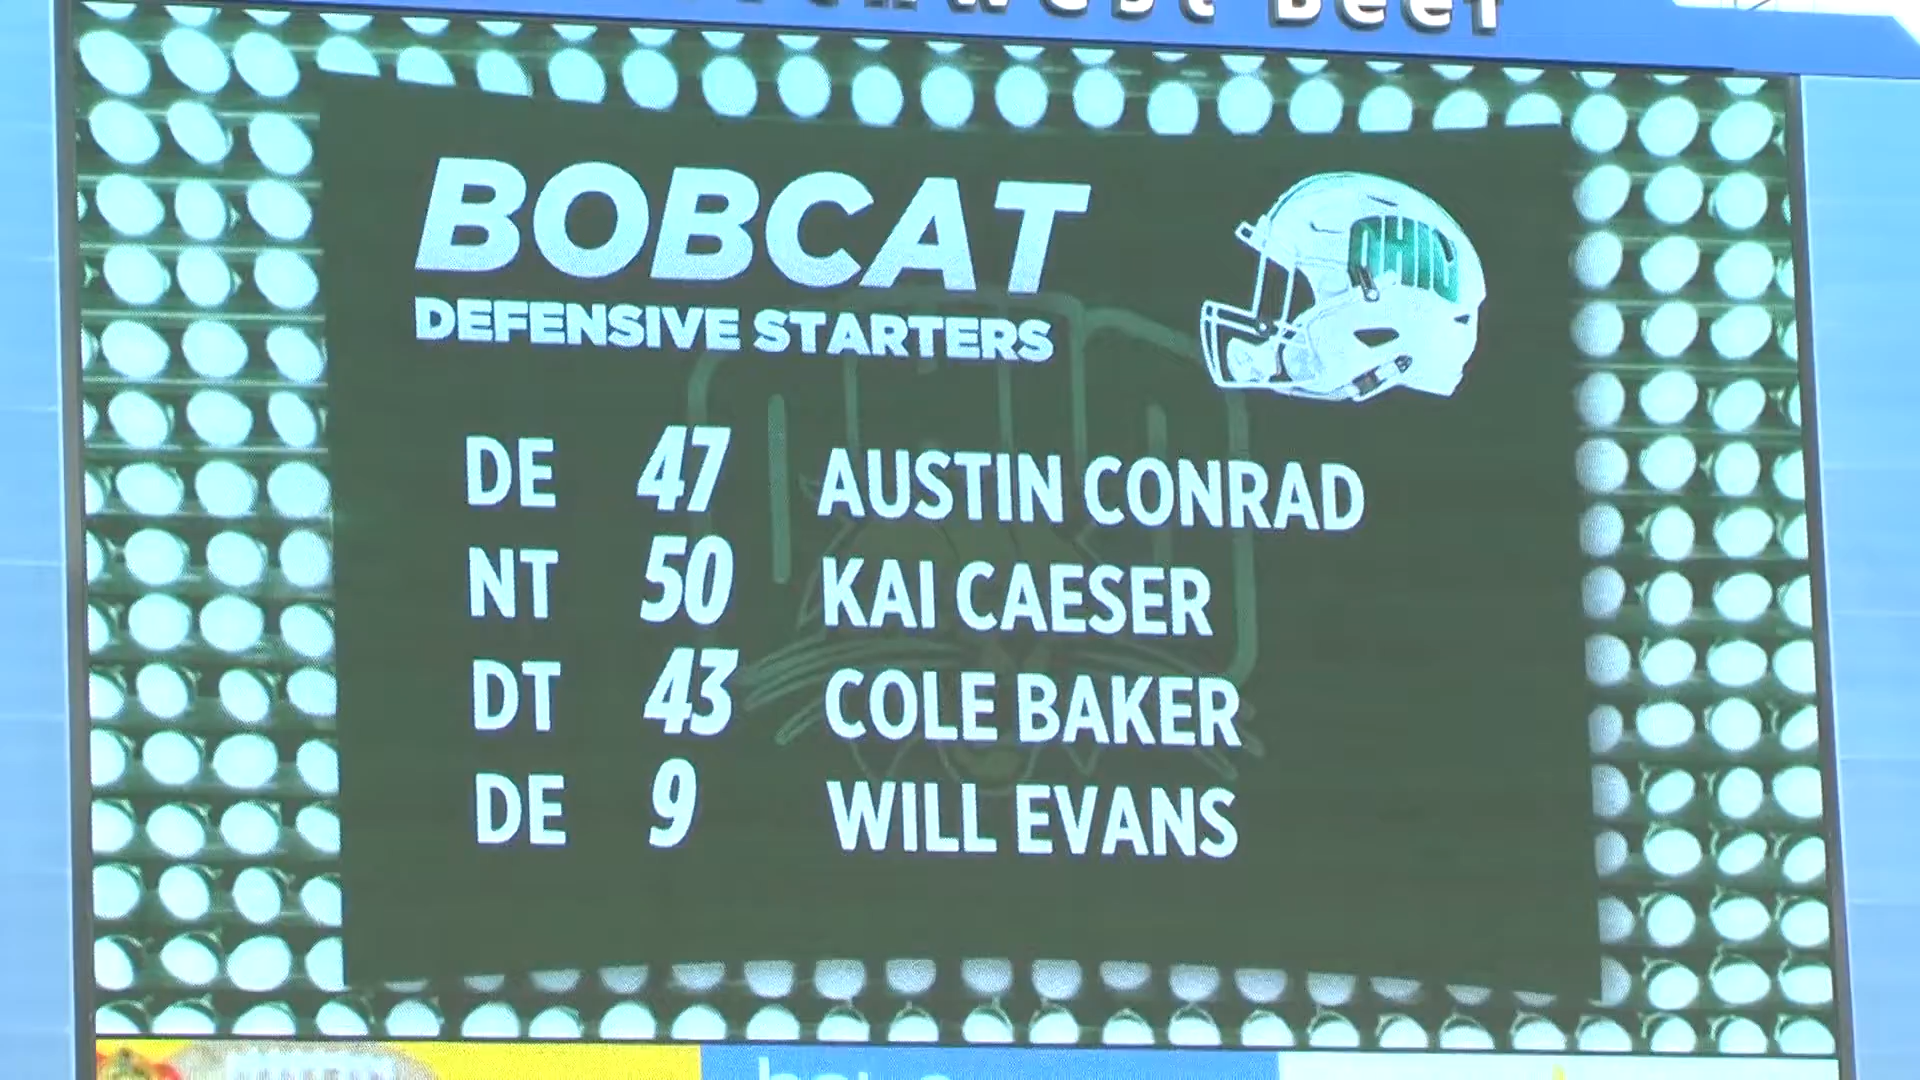 Beef
BOBCAT
DEFENSIVE STARTERS
OHIO
DE 47 AUSTIN CONRAD
NT 50 KAI CAESER
DT 43 COLE BAKER
DE 9 WILL EVANS